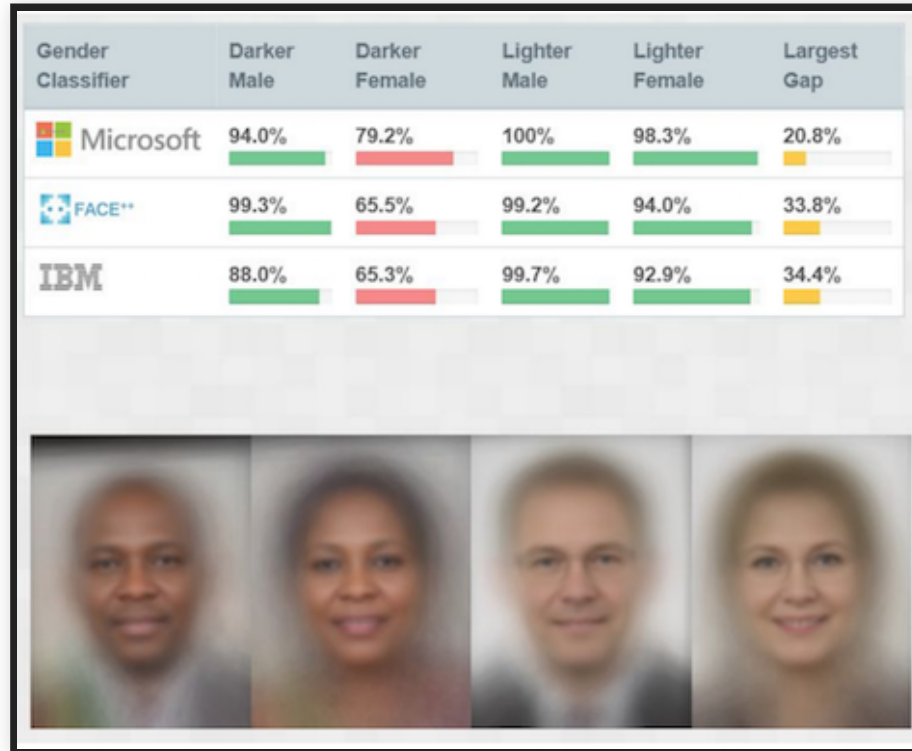 Gender Classifier Darker Male Darker Female Lighter Male Lighter Female Largest Gap
Microsoft 94.0% 79.2% 100% 98.3% 20.8%
FACE++ 99.3% 65.5% 99.2% 94.0% 33.8%
IBM 88.0% 65.3% 99.7% 92.9% 34.4%